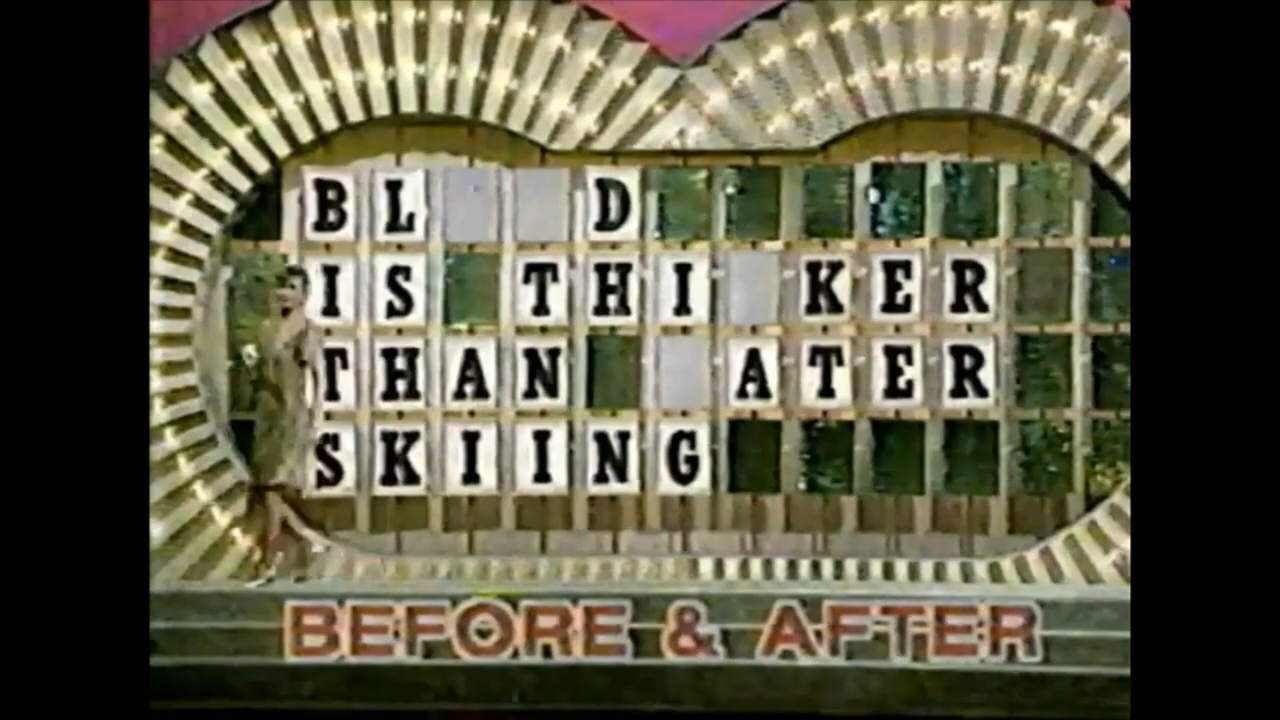 BL D
IS THI KER
THAN ATER
SKIING
BEFORE & AFTER